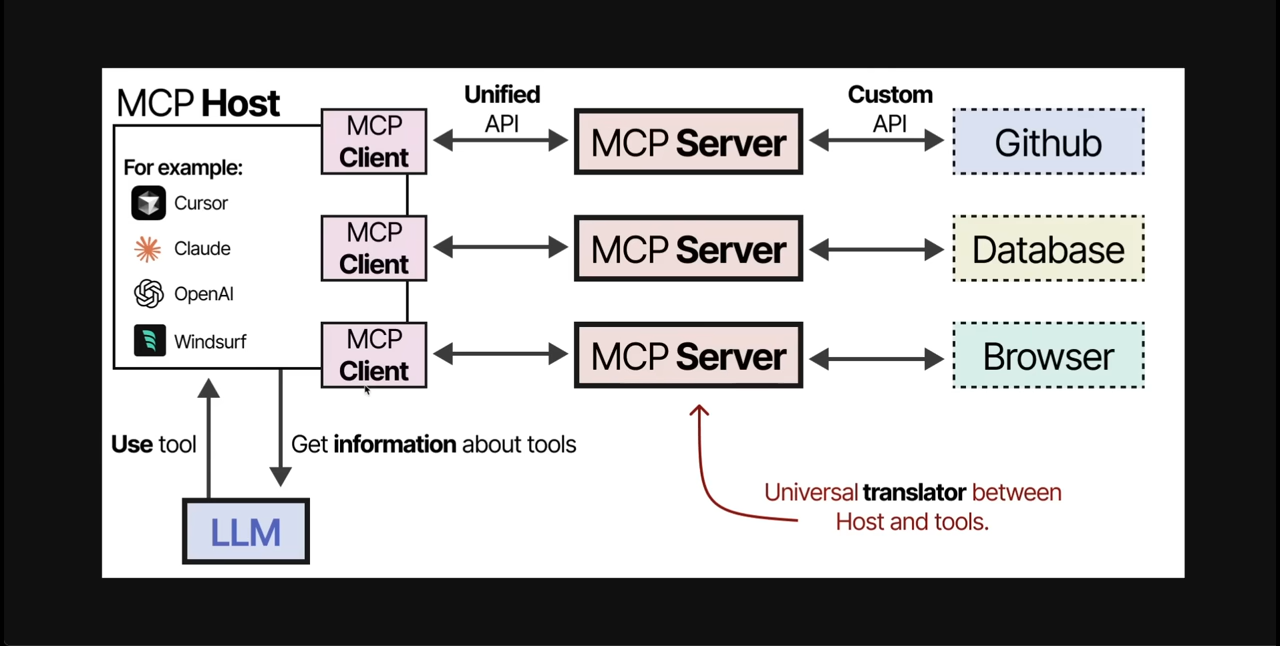 MCP Host
For example:
Cursor
Claude
OpenAI
Windsurf
MCP
Client
MCP
Client
MCP
Client
Unified
API
MCP Server
MCP Server
MCP Server
Custom
API
Github
Database
Browser
Use tool
Get information about tools
LLM
Universal translator between
Host and tools.